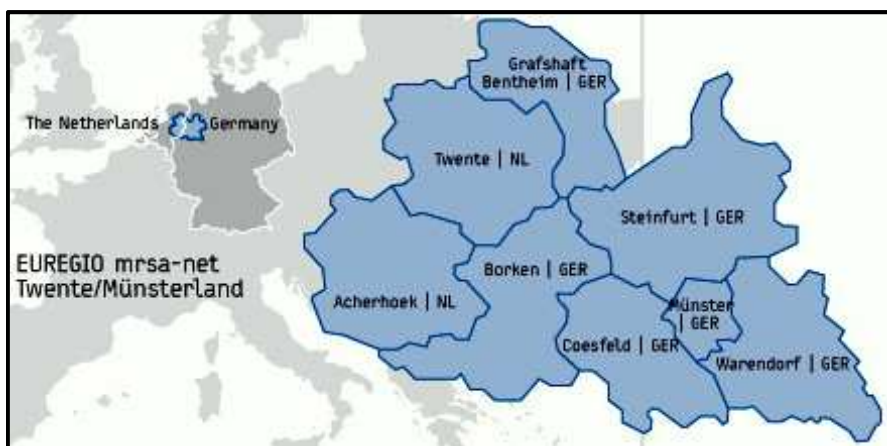 Grafshaft
Bentheim | GER
The Netherlands
Germany
Twente | NL
Steinfurt | GER
EUREGIO mrsa-net
Twente/Münsterland
Borken | GER
Acherhoek | NL
Münster
| GER
Coesfeld | GER
Warendorf | GER